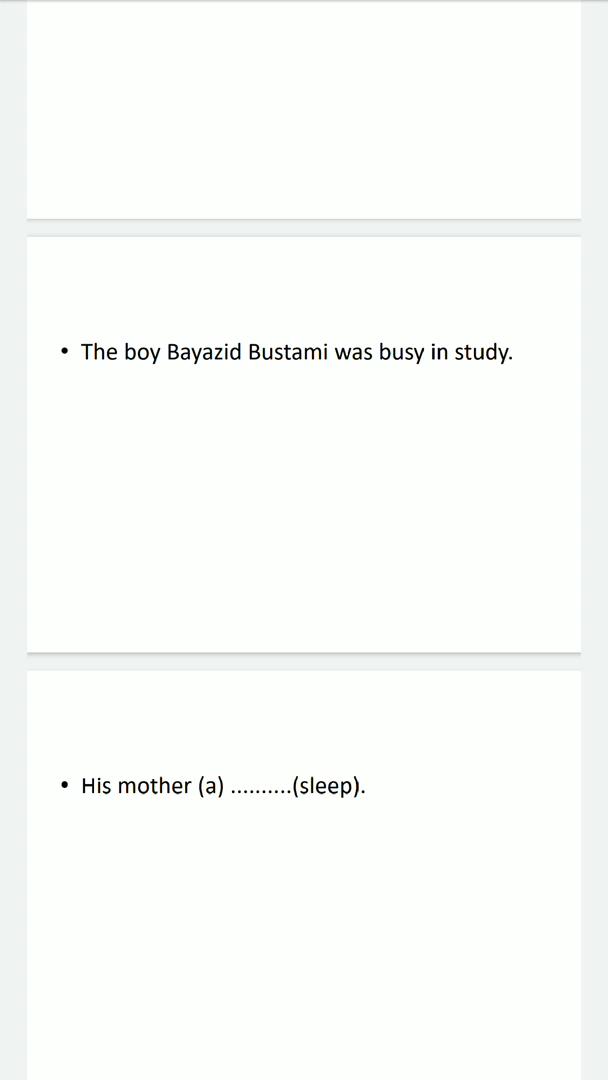 • The boy Bayazid Bustami was busy in study.
• His mother (a) ..........(sleep).